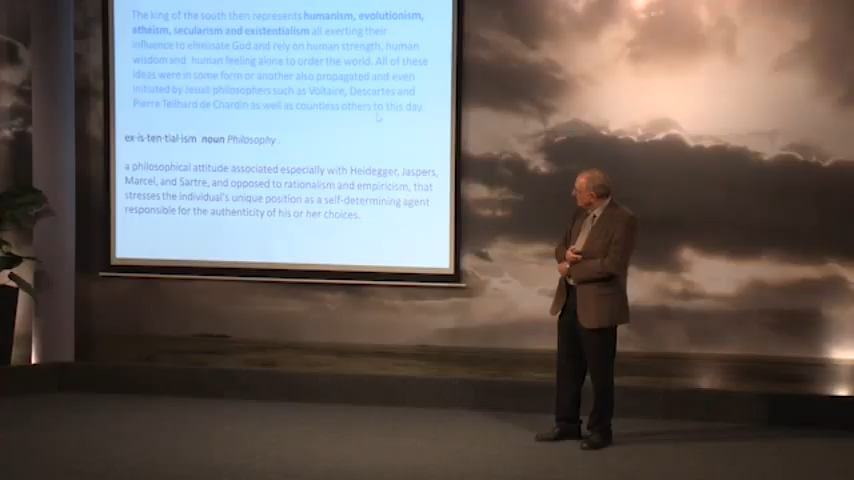 The king of the south then represents humanism, evolutionism,
atheism, secularism and existentialism all exerting their
influence to eliminate God and rely on human strength, human
wisdom and human feeling alone to order the world. All of these
ideas were in some form or another also propagated and even
initiated by Jesuit philosophers such as Voltaire, Descartes and
Pierre Teilhard de Chardin as well as countless others to this day.
ex·is·ten·tial·ism noun Philosophy .
a philosophical attitude associated especially with Heidegger, Jaspers,
Marcel, and Sartre, and opposed to rationalism and empiricism, that
stresses the individual's unique position as a self-determining agent
responsible for the authenticity of his or her choices.